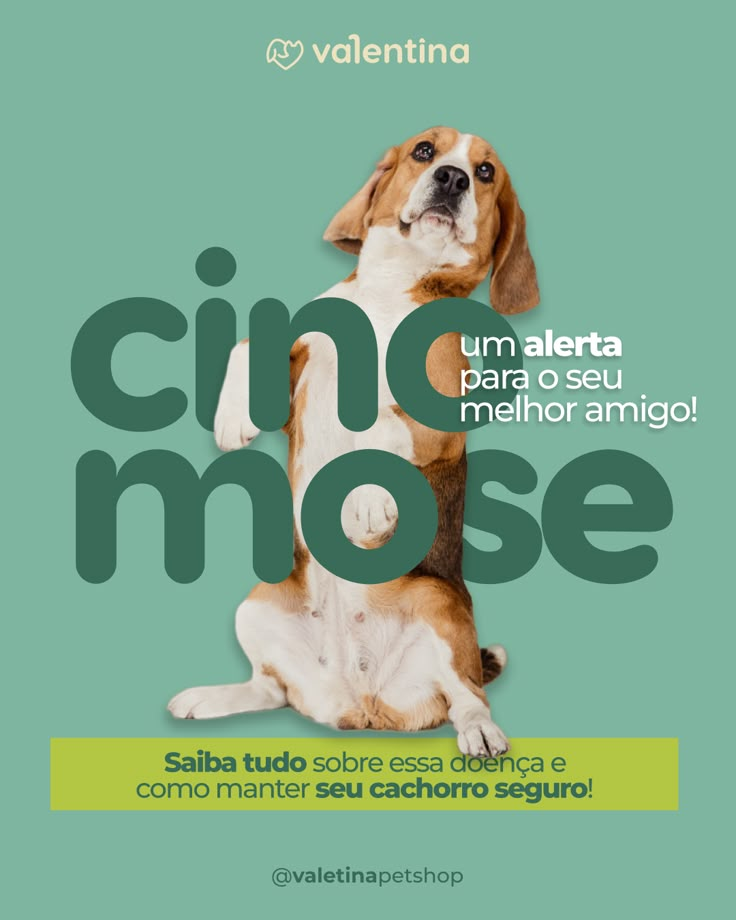 valentina
cino
um alerta
para o seu
melhor amigo!
mose
Saiba tudo sobre essa doença e
como manter seu cachorro seguro!
@valetinapetshop